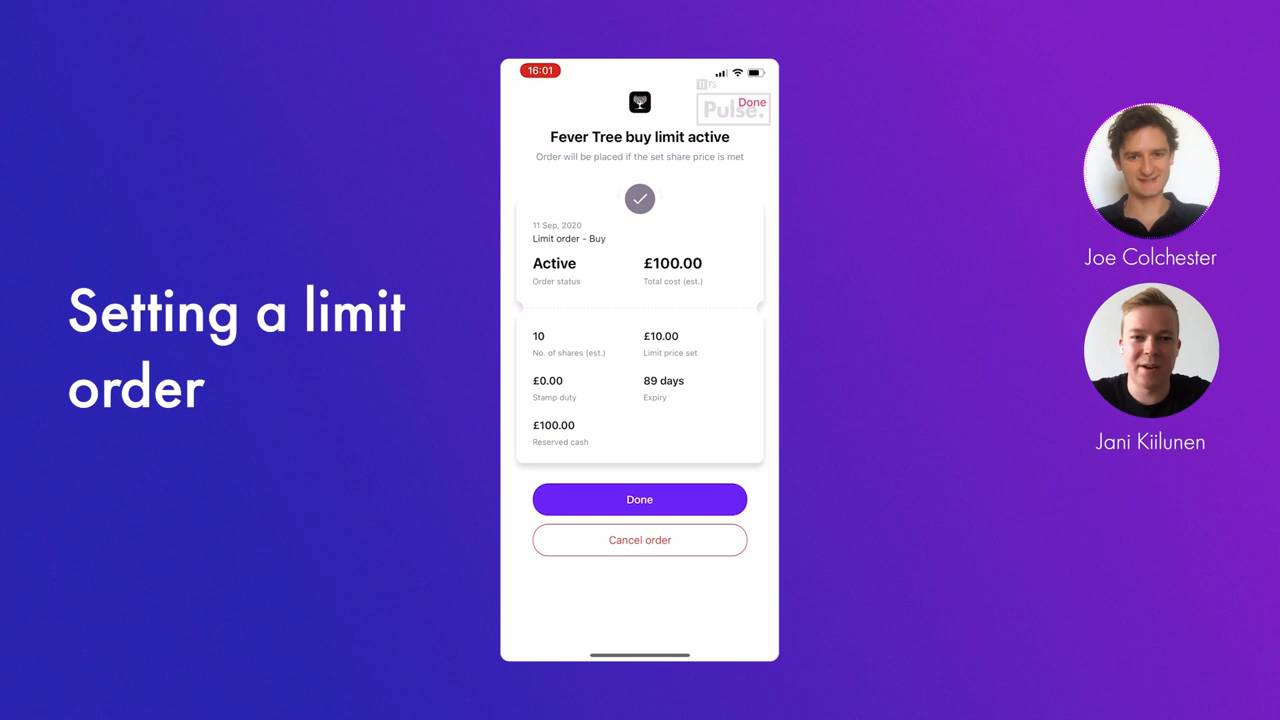 Setting a limit
order
16:01
11:FS
Pulse.
Done
Fever Tree buy limit active
Order will be placed if the set share price is met
11 Sep, 2020
Limit order - Buy
Active
£100.00
Order status
Total cost (est.)
10
£10.00
No. of shares (est.)
Limit price set
£0.00
89 days
Stamp duty
Expiry
£100.00
Reserved cash
Done
Cancel order
Joe Colchester
Jani Kiilunen